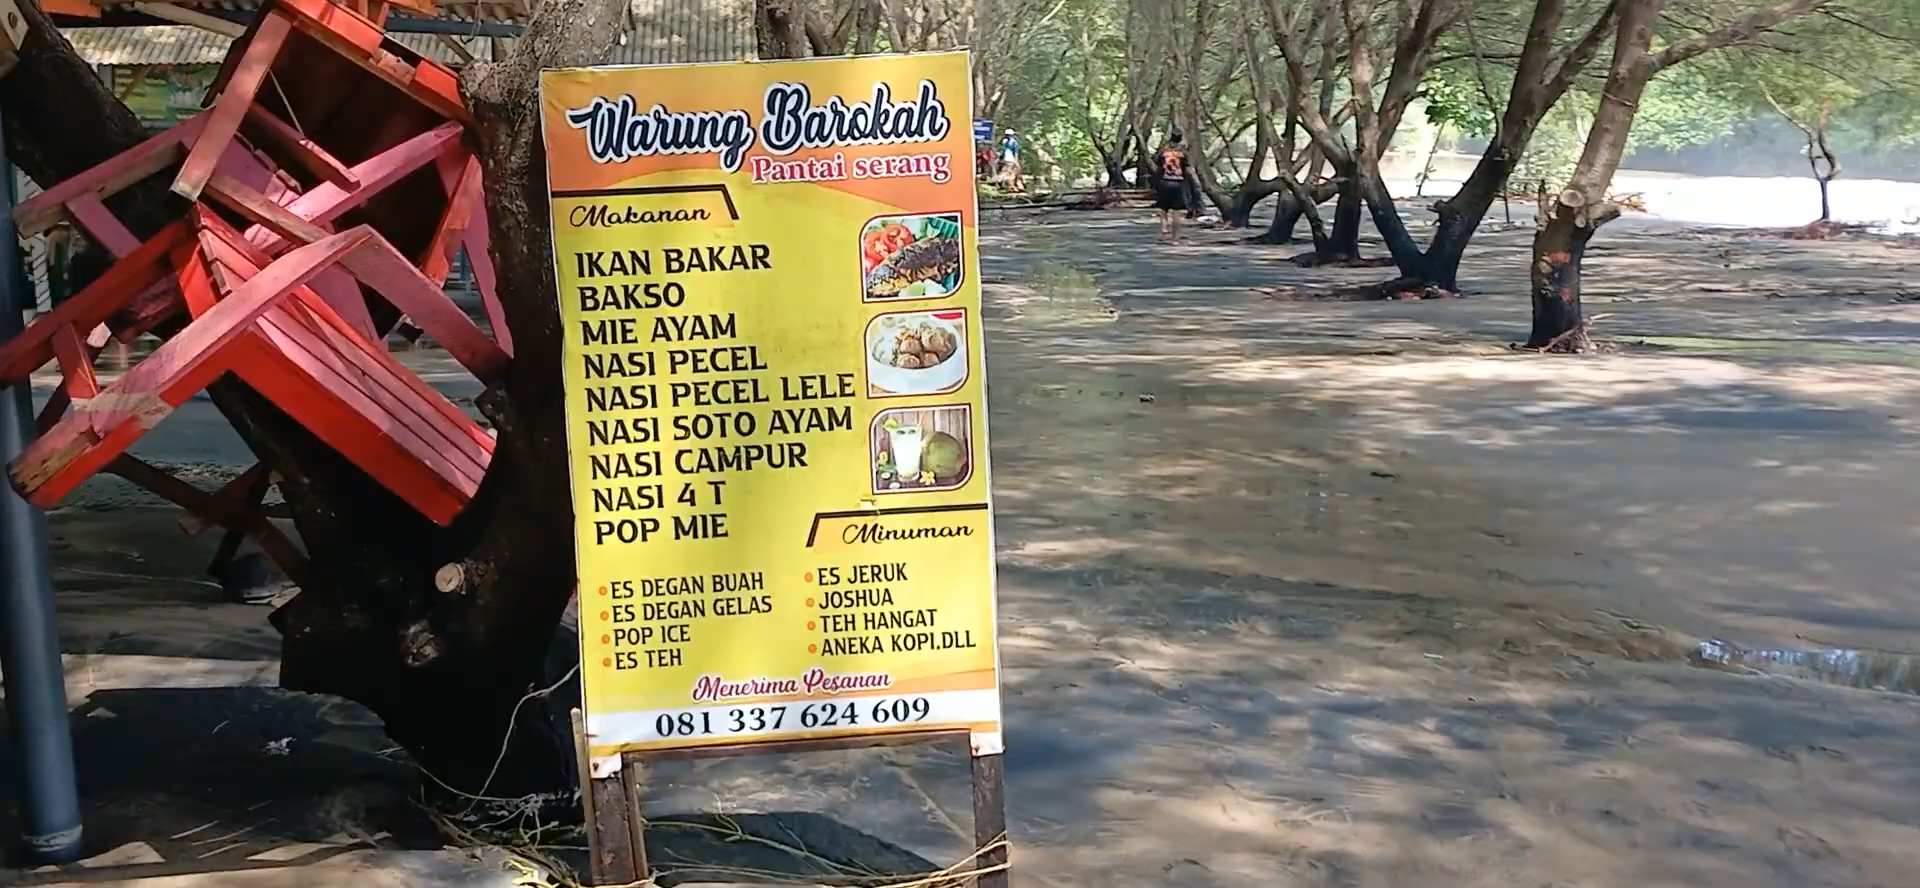 Warung Barokah
Pantai serang
Makanan
IKAN BAKAR
BAKSO
MIE AYAM
NASI PECEL
NASI PECEL LELE
NASI SOTO AYAM
NASI CAMPUR
NASI 4 T
POP MIE
Minuman
ES DEGAN BUAH
ES DEGAN GELAS
POP ICE
ES TEH
ES JERUK
JOSHUA
TEH HANGAT
ANEKA KOPI,DLL
Menerima Pesanan
081 337 624 609